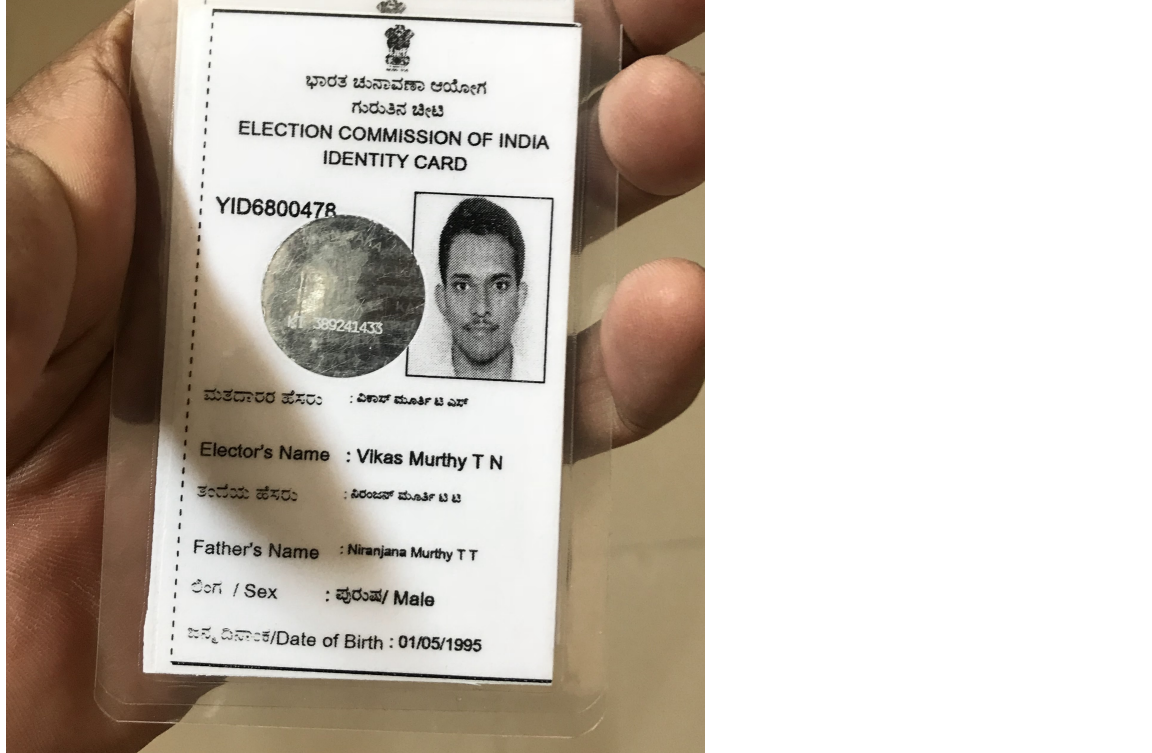 ಭಾರತ ಚುನಾವಣಾ ಆಯೋಗ
ಗುರುತಿನ ಚೀಟಿ
ELECTION COMMISSION OF INDIA
IDENTITY CARD
YID6800478
KT 389241433
ಮತದಾರರ ಹೆಸರು : ವಿಕಾಸ್ ಮೂರ್ತಿ ಟಿ ಎನ್
Elector's Name : Vikas Murthy T N
ತಂದೆಯ ಹೆಸರು : ನಿರಂಜನ್ ಮೂರ್ತಿ ಟಿ ಟಿ
Father's Name : Niranjana Murthy T T
ಲಿಂಗ / Sex : ಪುರುಷ/ Male
ಜನ್ಮ ದಿನಾಂಕ/Date of Birth : 01/05/1995